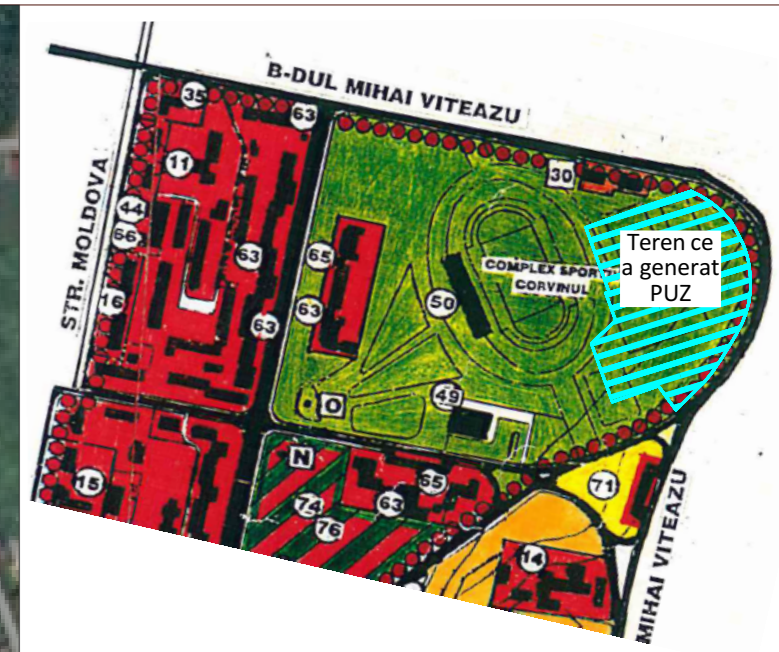 B-DUL MIHAI VITEAZU
35
63
11
30
STR. MOLDOVA
44
66
63
65
Teren ce
a generat
PUZ
COMPLEX SPORT
CORVINUL
16
63
63
50
O
49
N
15
65
63
74
76
71
14
MIHAI VITEAZU